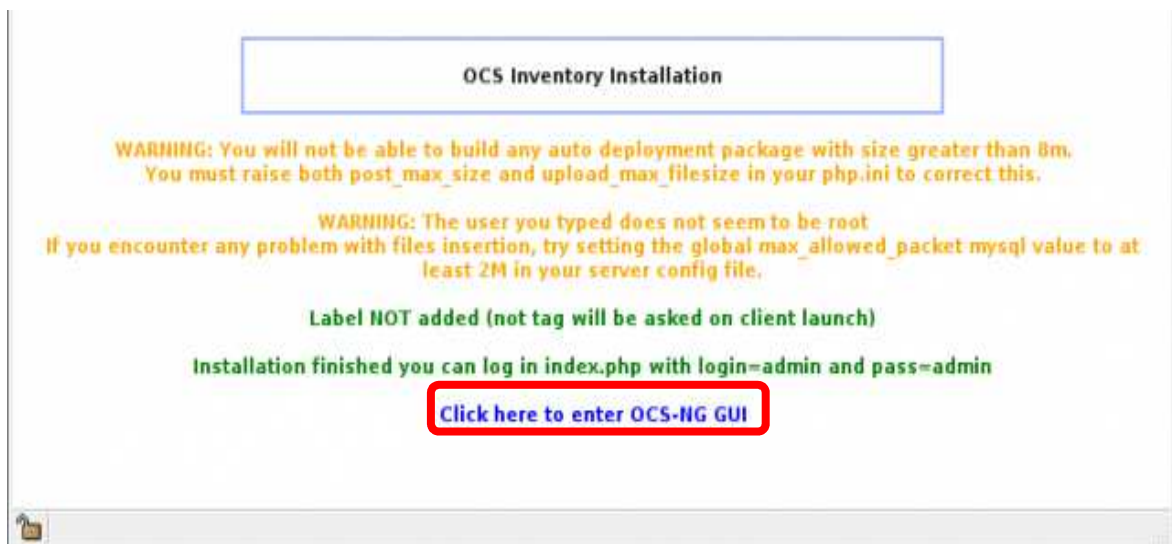 OCS Inventory Installation
WARNING: You will not be able to build any auto deployment package with size greater than 8m.
You must raise both post_max_size and upload_max_filesize in your php.ini to correct this.
WARNING: The user you typed does not seem to be root
If you encounter any problem with files insertion, try setting the global max_allowed_packet mysql value to at
least 2M in your server config file.
Label NOT added (not tag will be asked on client launch)
Installation finished you can log in index.php with login=admin and pass=admin
Click here to enter OCS-NG GUI